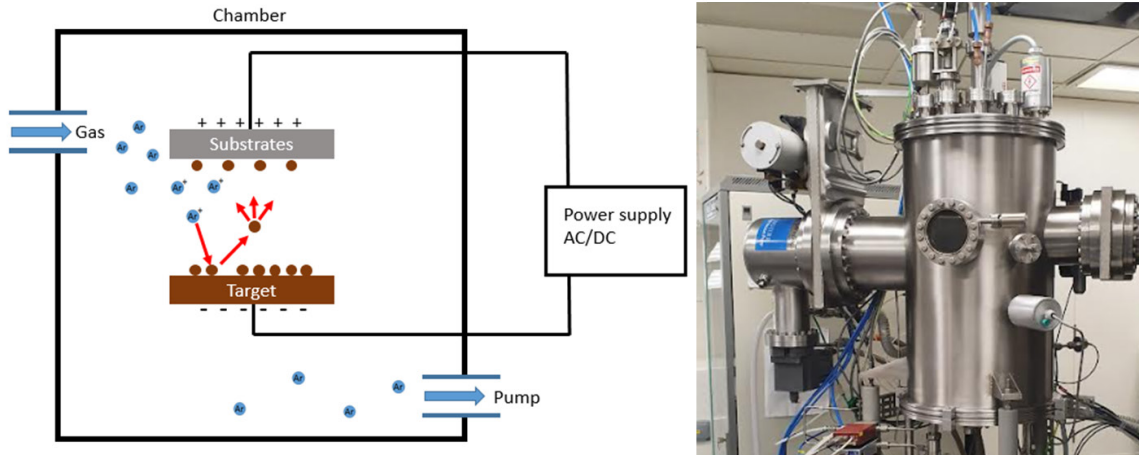 Chamber
Gas
Ar
Ar
Ar
Ar
+ + + + + +
Substrates
Ar+
Ar+
Ar+
Power supply
AC/DC
Target
- - - - - -
Ar
Ar
Ar
Ar
Pump